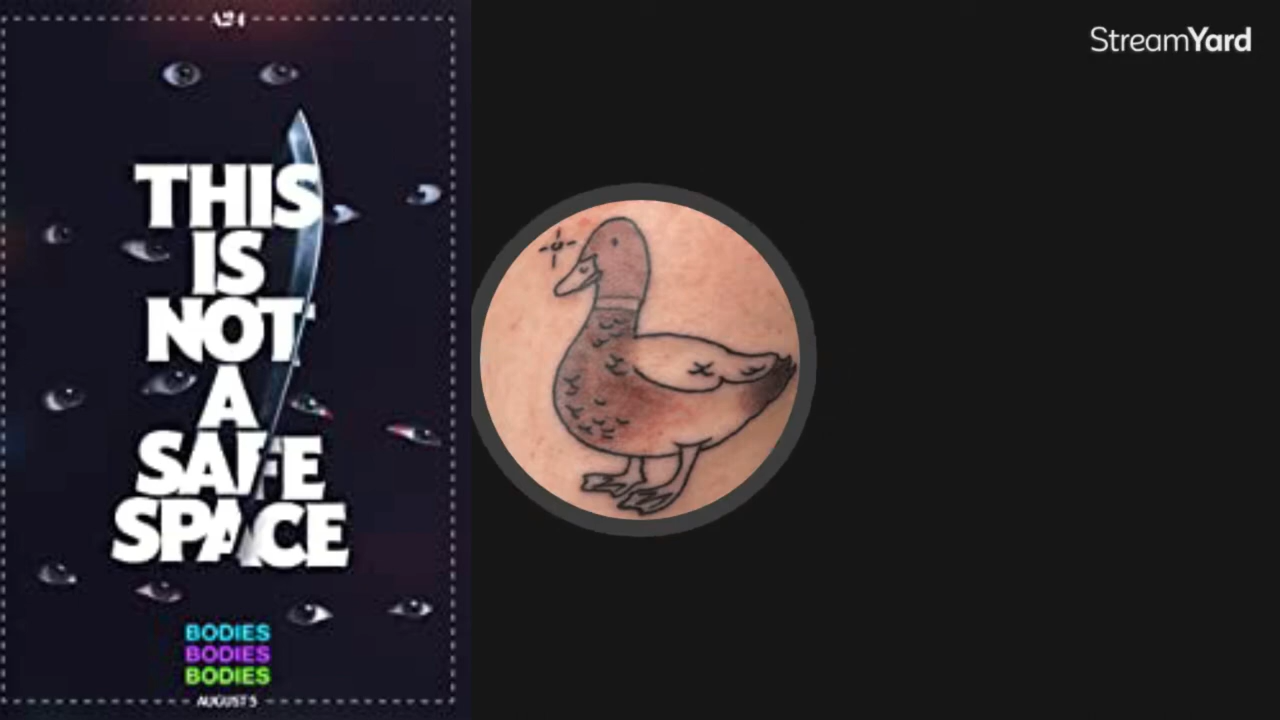 A24
StreamYard
THIS
IS
NOT
A
SAFE
SPACE
BODIES
BODIES
BODIES
AUGUST 5